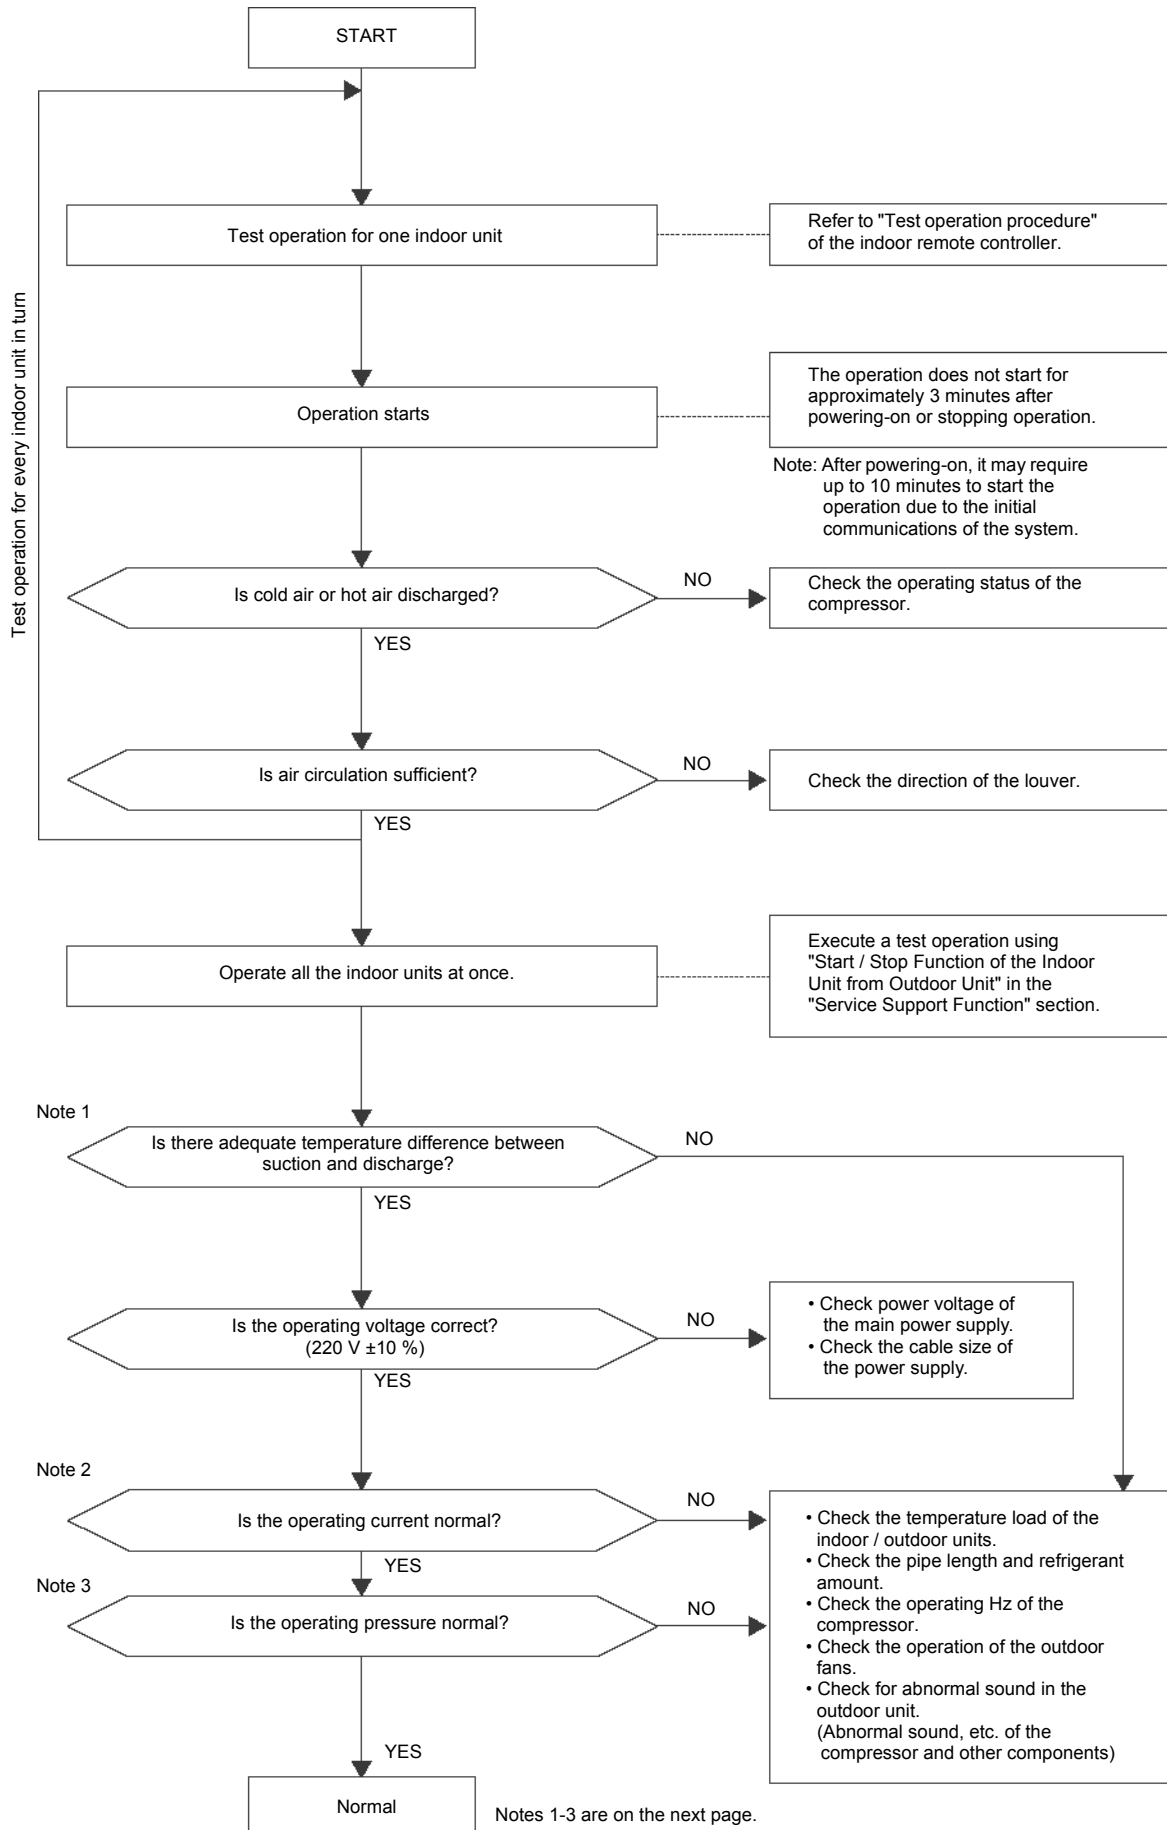 START
Test operation for every indoor unit in turn
Test operation for one indoor unit
Refer to "Test operation procedure"
of the indoor remote controller.
Operation starts
The operation does not start for
approximately 3 minutes after
powering-on or stopping operation.
Note: After powering-on, it may require
up to 10 minutes to start the
operation due to the initial
communications of the system.
Is cold air or hot air discharged?
NO
Check the operating status of the
compressor.
YES
Is air circulation sufficient?
NO
Check the direction of the louver.
YES
Operate all the indoor units at once.
Execute a test operation using
"Start / Stop Function of the Indoor
Unit from Outdoor Unit" in the
"Service Support Function" section.
Note 1
Is there adequate temperature difference between
suction and discharge?
NO
YES
Is the operating voltage correct?
(220 V ±10 %)
NO
• Check power voltage of
the main power supply.
• Check the cable size of
the power supply.
YES
Note 2
Is the operating current normal?
NO
YES
Note 3
Is the operating pressure normal?
NO
• Check the temperature load of the
indoor / outdoor units.
• Check the pipe length and refrigerant
amount.
• Check the operating Hz of the
compressor.
• Check the operation of the outdoor
fans.
• Check for abnormal sound in the
outdoor unit.
(Abnormal sound, etc. of the
compressor and other components)
YES
Normal
Notes 1-3 are on the next page.